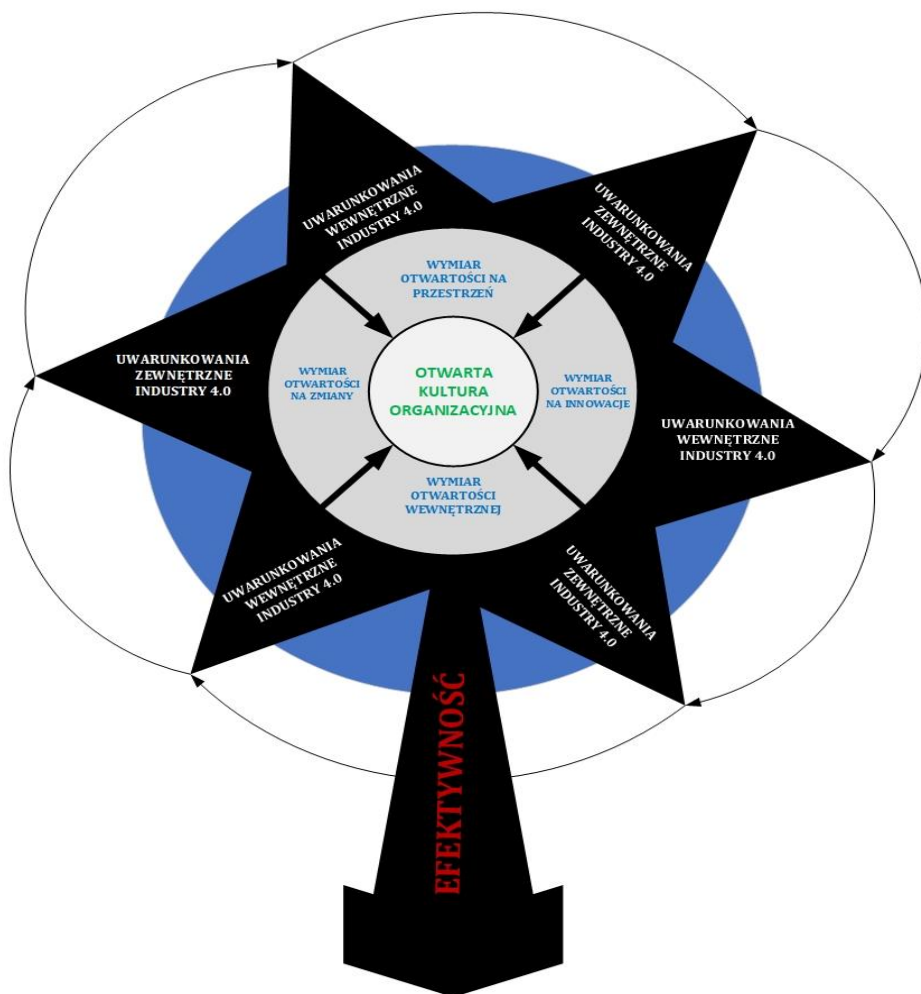 UWARUNKOWANIA
WEWNĘTRZNE
INDUSTRY 4.0
UWARUNKOWANIA
ZEWNĘTRZNE
INDUSTRY 4.0
WYMIAR
OTWARTOŚCI NA
PRZESTRZEŃ
UWARUNKOWANIA
ZEWNĘTRZNE
INDUSTRY 4.0
WYMIAR
OTWARTOŚCI
NA ZMIANY
OTWARTA
KULTURA
ORGANIZACYJNA
WYMIAR
OTWARTOŚCI
NA INNOWACJE
UWARUNKOWANIA
WEWNĘTRZNE
INDUSTRY 4.0
WYMIAR
OTWARTOŚCI
WEWNĘTRZNEJ
UWARUNKOWANIA
WEWNĘTRZNE
INDUSTRY 4.0
UWARUNKOWANIA
ZEWNĘTRZNE
INDUSTRY 4.0
EFEKTYWNOŚĆ